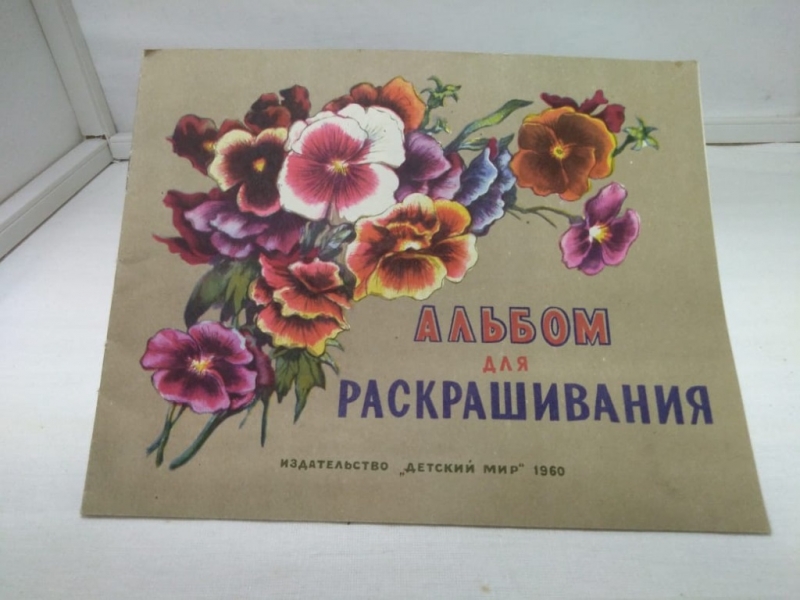 АЛЬБОМ
ДЛЯ
РАСКРАШИВАНИЯ
ИЗДАТЕЛЬСТВО „ДЕТСКИЙ МИР" 1960